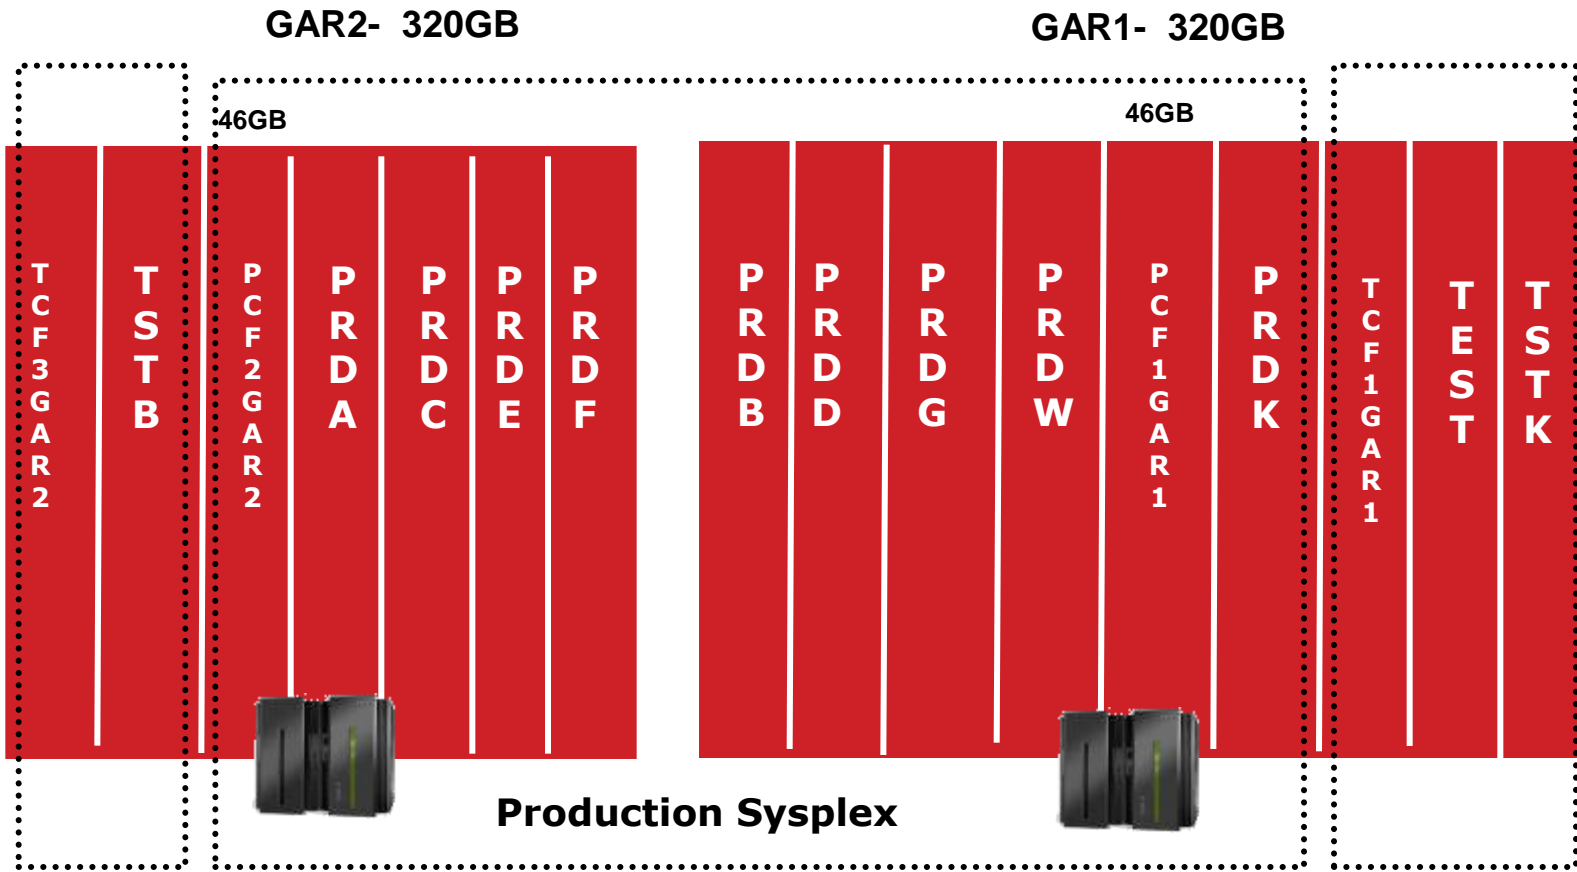 GAR2-  320GB
GAR1-  320GB
46GB
46GB
TCF3GAR2
TSTB
PCF2GAR2
PRDA
PRDC
PRDE
PRDF
PRDB
PRDD
PRDG
PRDW
PCF1GAR1
PRDK
TCF1GAR1
TEST
TSTK
Production Sysplex